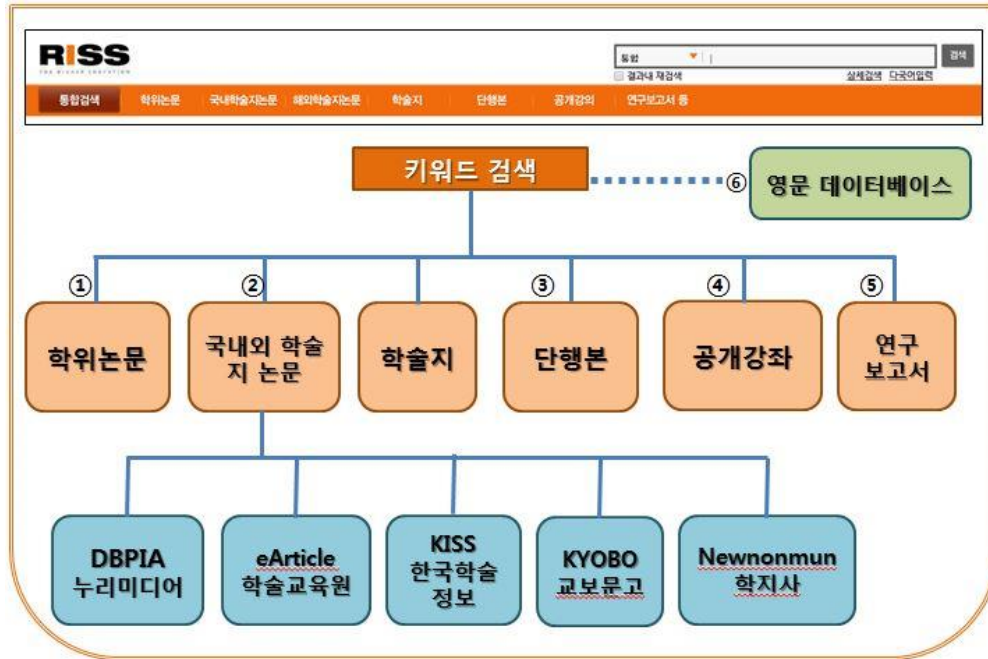 RISS
통합
검색
결과내 재검색
상세검색 다국어입력
통합검색 학위논문 국내학술지논문 해외학술지논문 학술지 단행본 공개강의 연구보고서 등
키워드 검색
⑥ 영문 데이터베이스
① 학위논문
② 국내외 학술
지 논문
학술지
③ 단행본
④ 공개강좌
⑤ 연구
보고서
DBPIA
누리미디어
eArticle
학술교육원
KISS
한국학술
정보
KYOBO
교보문고
Newnonmun
학지사